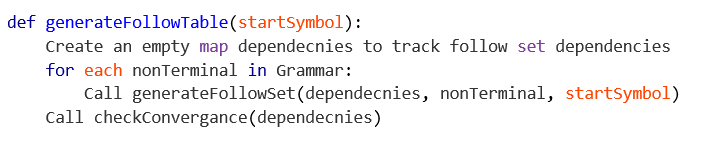 def generateFollowTable(startSymbol):
Create an empty map dependecnies to track follow set dependencies
for each nonTerminal in Grammar:
Call generateFollowSet(dependecnies, nonTerminal, startSymbol)
Call checkConvergance(dependecnies)